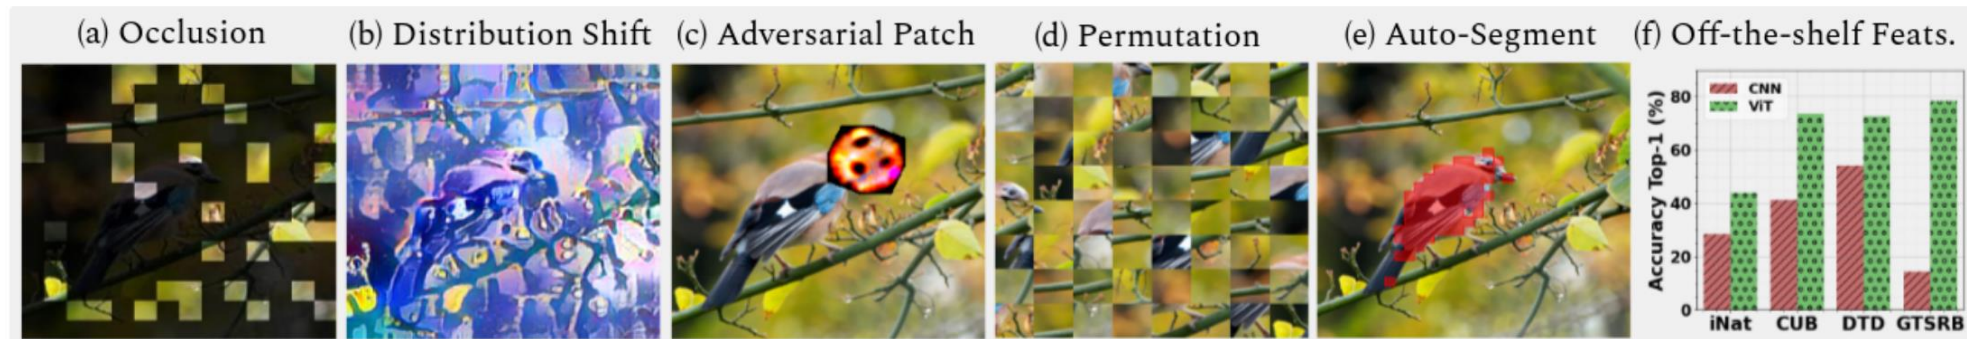 (a) Occlusion
(b) Distribution Shift
(c) Adversarial Patch
(d) Permutation
(e) Auto-Segment
(f) Off-the-shelf Feats.
CNN
ViT
Accuracy Top-1 (%)
80
60
40
20
0
iNat CUB DTD GTSRB